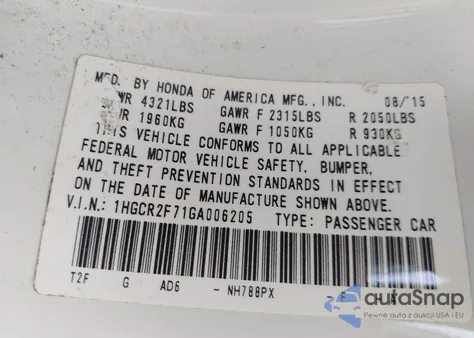 MFD. BY HONDA OF AMERICA MFG., INC. 08/'15
GVWR 4321LBS GAWR F 2315LBS R 2050LBS
1960KG GAWR F 1050KG R 930KG
THIS VEHICLE CONFORMS TO ALL APPLICABLE
FEDERAL MOTOR VEHICLE SAFETY, BUMPER,
AND THEFT PREVENTION STANDARDS IN EFFECT
ON THE DATE OF MANUFACTURE SHOWN ABOVE.
V.I.N.: 1HGCR2F71GA006205 TYPE: PASSENGER CAR
T2F G AD6 - NH788PX -
autoSnap
Pewne auta z aukcji USA i EU